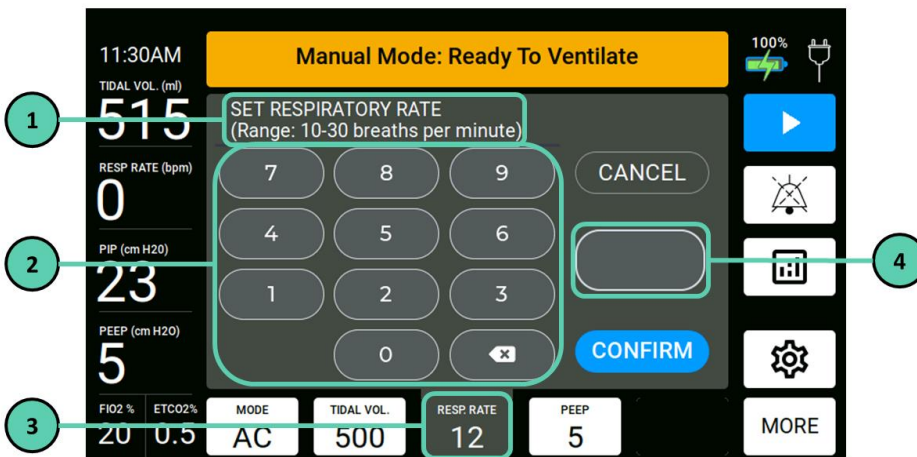 11:30AM
Manual Mode: Ready To Ventilate
100%
TIDAL VOL. (ml)
515
RESP RATE (bpm)
0
PIP (cm H20)
23
PEEP (cm H2O)
5
FIO2 %
20
ETCO2%
0.5
1
SET RESPIRATORY RATE
(Range: 10-30 breaths per minute)
2
7 8 9
4 5 6
1 2 3
0
CANCEL
4
CONFIRM
3
MODE
AC
TIDAL VOL.
500
RESP. RATE
12
PEEP
5
MORE